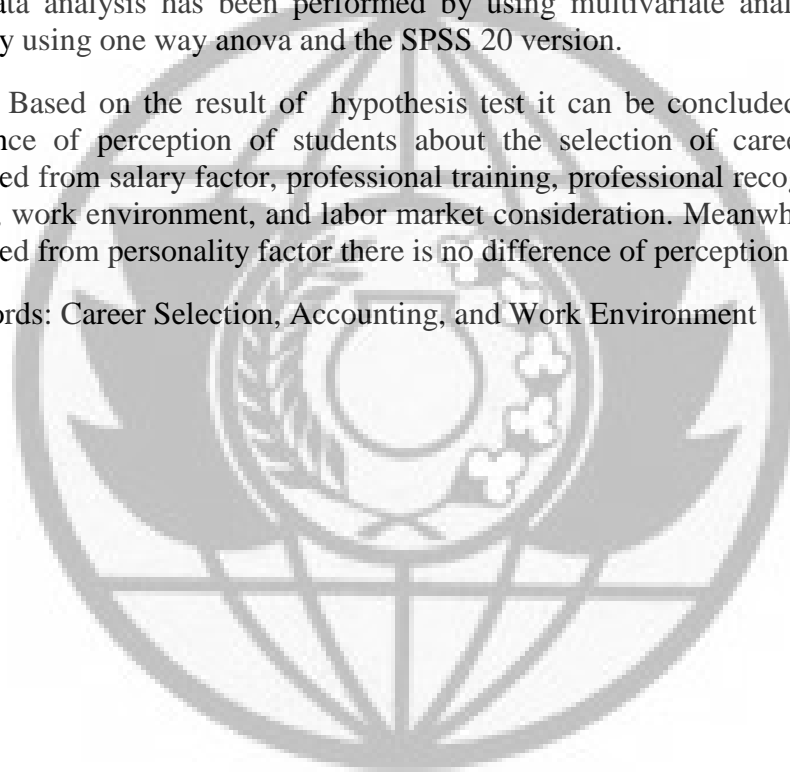 ata analysis has been performed by using multivariate anal
y using one way anova and the SPSS 20 version.
Based on the result of hypothesis test it can be concluded
nce of perception of students about the selection of caree
ed from salary factor, professional training, professional recog
, work environment, and labor market consideration. Meanwh
ed from personality factor there is no difference of perception
ords: Career Selection, Accounting, and Work Environment